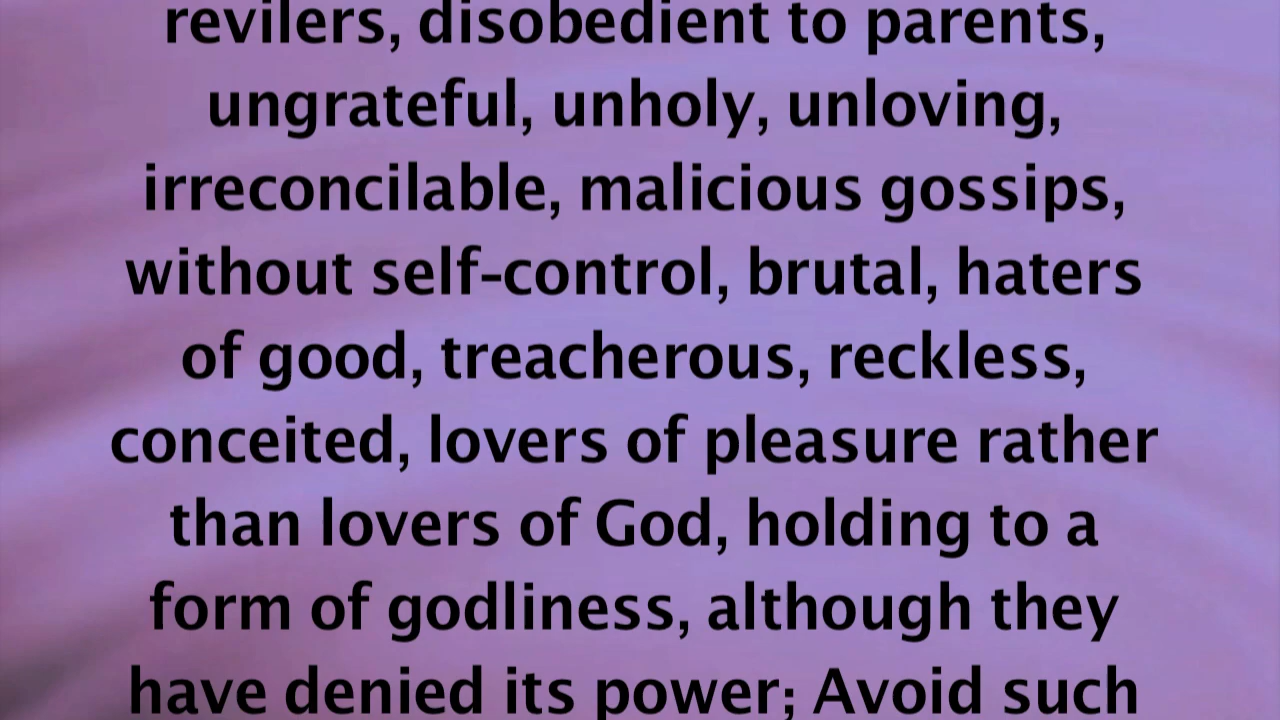 revilers, disobedient to parents,
ungrateful, unholy, unloving,
irreconcilable, malicious gossips,
without self-control, brutal, haters
of good, treacherous, reckless,
conceited, lovers of pleasure rather
than lovers of God, holding to a
form of godliness, although they
have denied its power; Avoid such